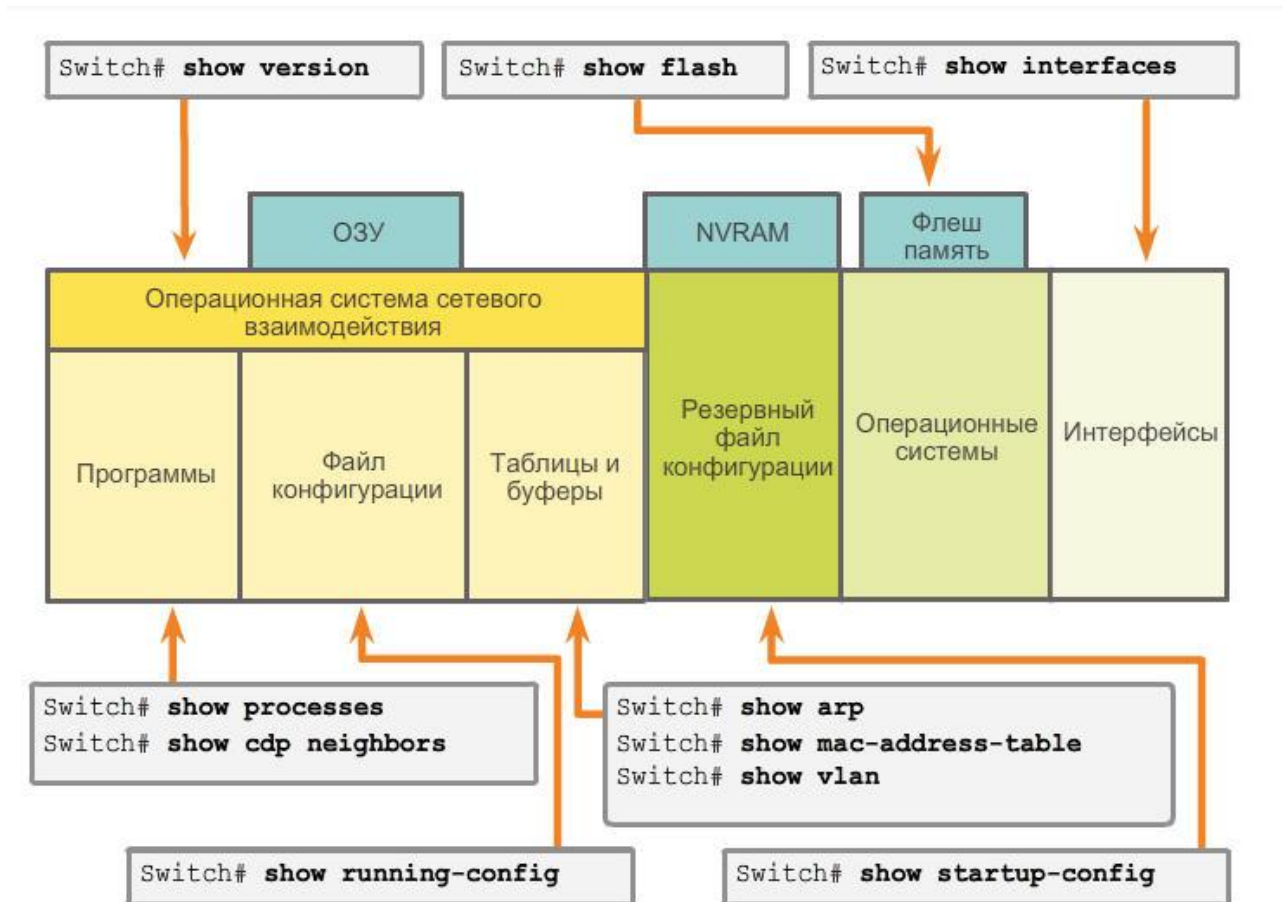 Switch# show version
Switch# show flash
Switch# show interfaces
ОЗУ
NVRAM
Флеш
память
Операционная система сетевого
взаимодействия
Программы
Файл
конфигурации
Таблицы и
буферы
Резервный
файл
конфигурации
Операционные
системы
Интерфейсы
Switch# show processes
Switch# show cdp neighbors
Switch# show arp
Switch# show mac-address-table
Switch# show vlan
Switch# show running-config
Switch# show startup-config